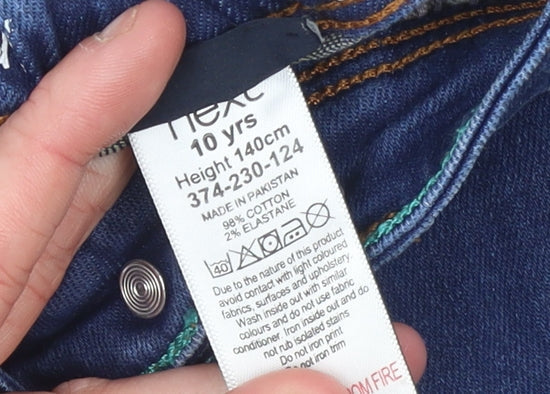 next
10 yrs
Height 140cm
374-230-124
MADE IN PAKISTAN
98% COTTON
2% ELASTANE
40
Due to the nature of this product
avoid contact with light coloured
fabrics, surfaces and upholstery
Wash inside out with similar
colours and do not use fabric
conditioner Iron inside out and do
not rub isolated stains
Do not iron print
Do not iron trim
FIRE